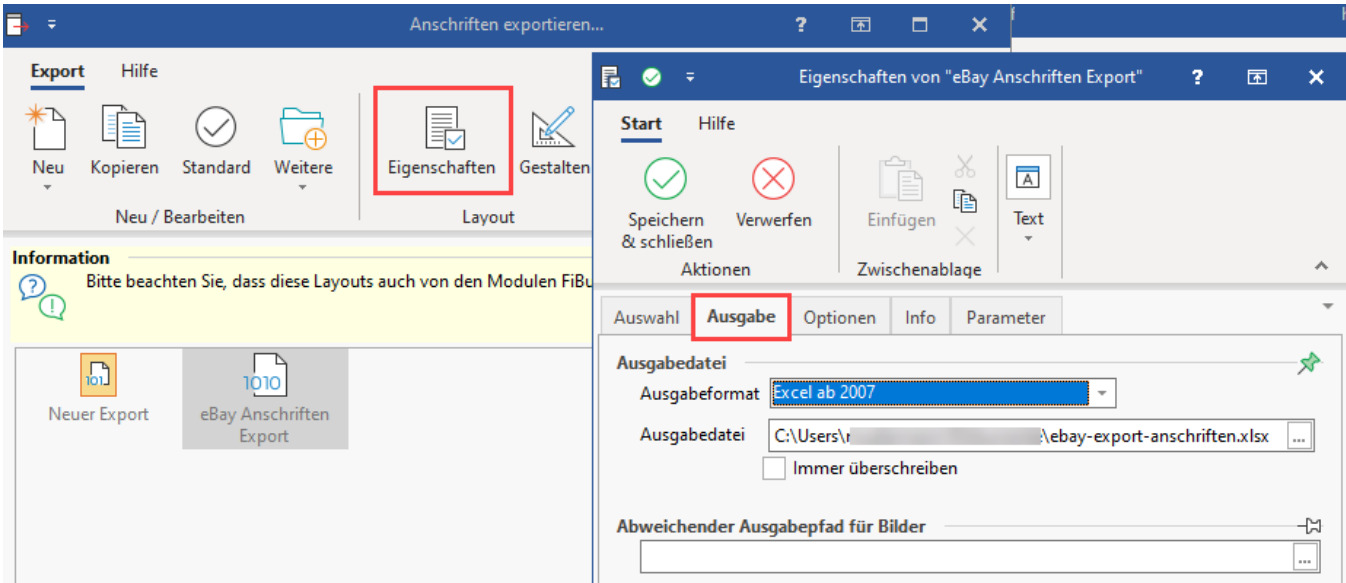 Anschriften exportieren...
?
Export Hilfe
Neu Kopieren Standard Weitere Eigenschaften Gestalten
Neu / Bearbeiten Layout
Information
Bitte beachten Sie, dass diese Layouts auch von den Modulen FiBu
1010
Neuer Export
eBay Anschriften
Export
Eigenschaften von "eBay Anschriften Export"
?
Start Hilfe
Speichern
& schließen
Verwerfen
Einfügen
A
Text
Aktionen Zwischenablage
Auswahl Ausgabe Optionen Info Parameter
Ausgabedatei
Ausgabeformat Excel ab 2007
Ausgabedatei C:\Users\ \ebay-export-anschriften.xlsx ...
Immer überschreiben
Abweichender Ausgabepfad für Bilder
...